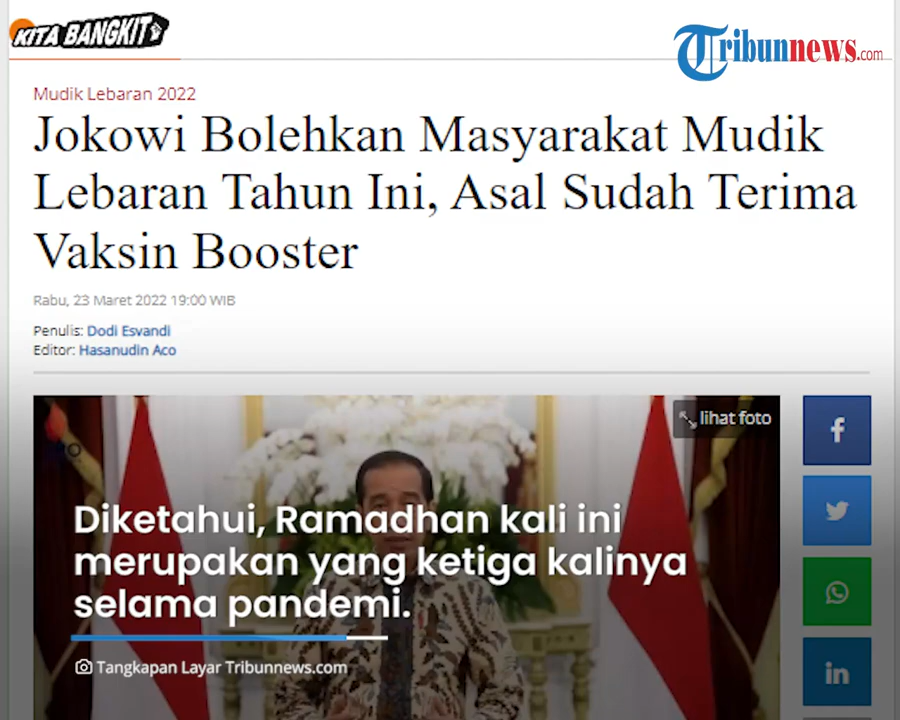 KITA BANGKIT
Tribunnews.com
Mudik Lebaran 2022
Jokowi Bolehkan Masyarakat Mudik
Lebaran Tahun Ini, Asal Sudah Terima
Vaksin Booster
Rabu, 23 Maret 2022 19:00 WIB
Penulis: Dodi Esvandi
Editor: Hasanudin Aco
lihat foto
Diketahui, Ramadhan kali ini
merupakan yang ketiga kalinya
selama pandemi.
Tangkapan Layar Tribunnews.com